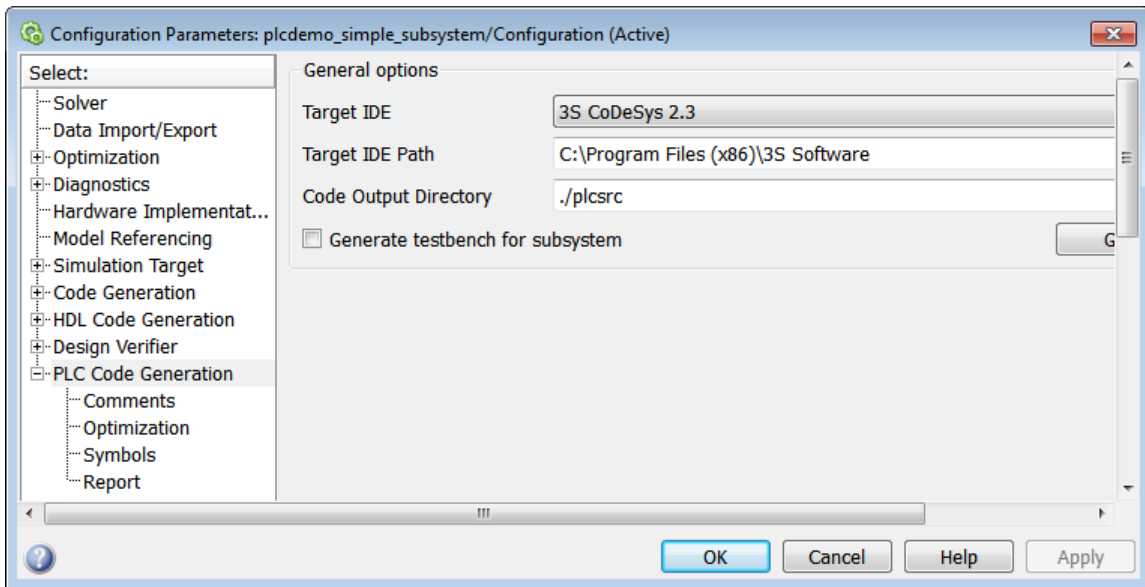 Configuration Parameters: plcdemo_simple_subsystem/Configuration (Active)
Select:
Solver
Data Import/Export
Optimization
Diagnostics
Hardware Implementat...
Model Referencing
Simulation Target
Code Generation
HDL Code Generation
Design Verifier
PLC Code Generation
Comments
Optimization
Symbols
Report
General options
Target IDE 3S CoDeSys 2.3
Target IDE Path C:\Program Files (x86)\3S Software
Code Output Directory ./plcsrc
Generate testbench for subsystem G
OK Cancel Help Apply